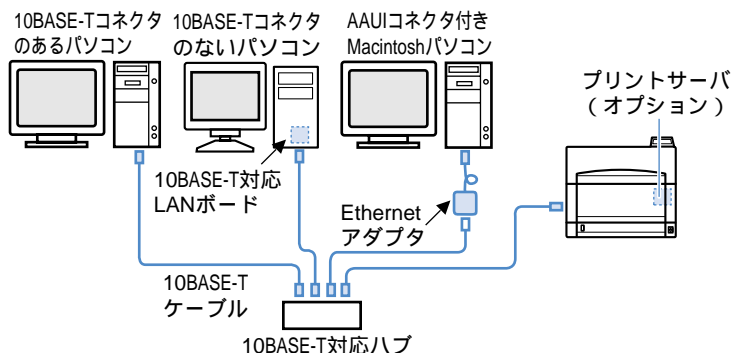 10BASE-Tコネクタ
のあるパソコン
10BASE-Tコネクタ
のないパソコン
AAUIコネクタ付き
Macintoshパソコン
プリントサーバ
(オプション)
10BASE-T対応
LANボード
Ethernet
アダプタ
10BASE-T
ケーブル
10BASE-T対応ハブ